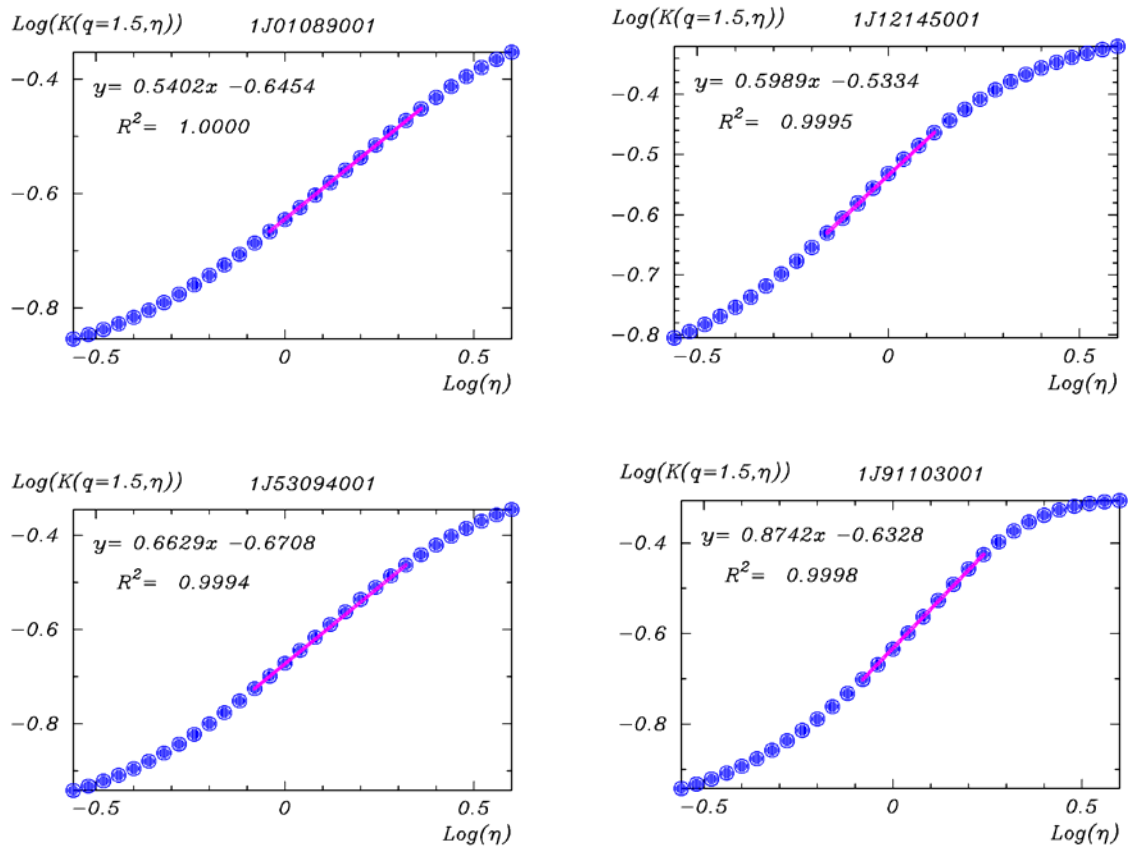 Log(K(q=1.5,η)) 1J01089001
y= 0.5402x −0.6454
R²= 1.0000
−0.4
−0.6
−0.8
−0.5 0 0.5
Log(η)
Log(K(q=1.5,η)) 1J12145001
y= 0.5989x −0.5334
R²= 0.9995
−0.4
−0.5
−0.6
−0.7
−0.8
−0.5 0 0.5
Log(η)
Log(K(q=1.5,η)) 1J53094001
y= 0.6629x −0.6708
R²= 0.9994
−0.4
−0.6
−0.8
−0.5 0 0.5
Log(η)
Log(K(q=1.5,η)) 1J91103001
y= 0.8742x −0.6328
R²= 0.9998
−0.4
−0.6
−0.8
−0.5 0 0.5
Log(η)